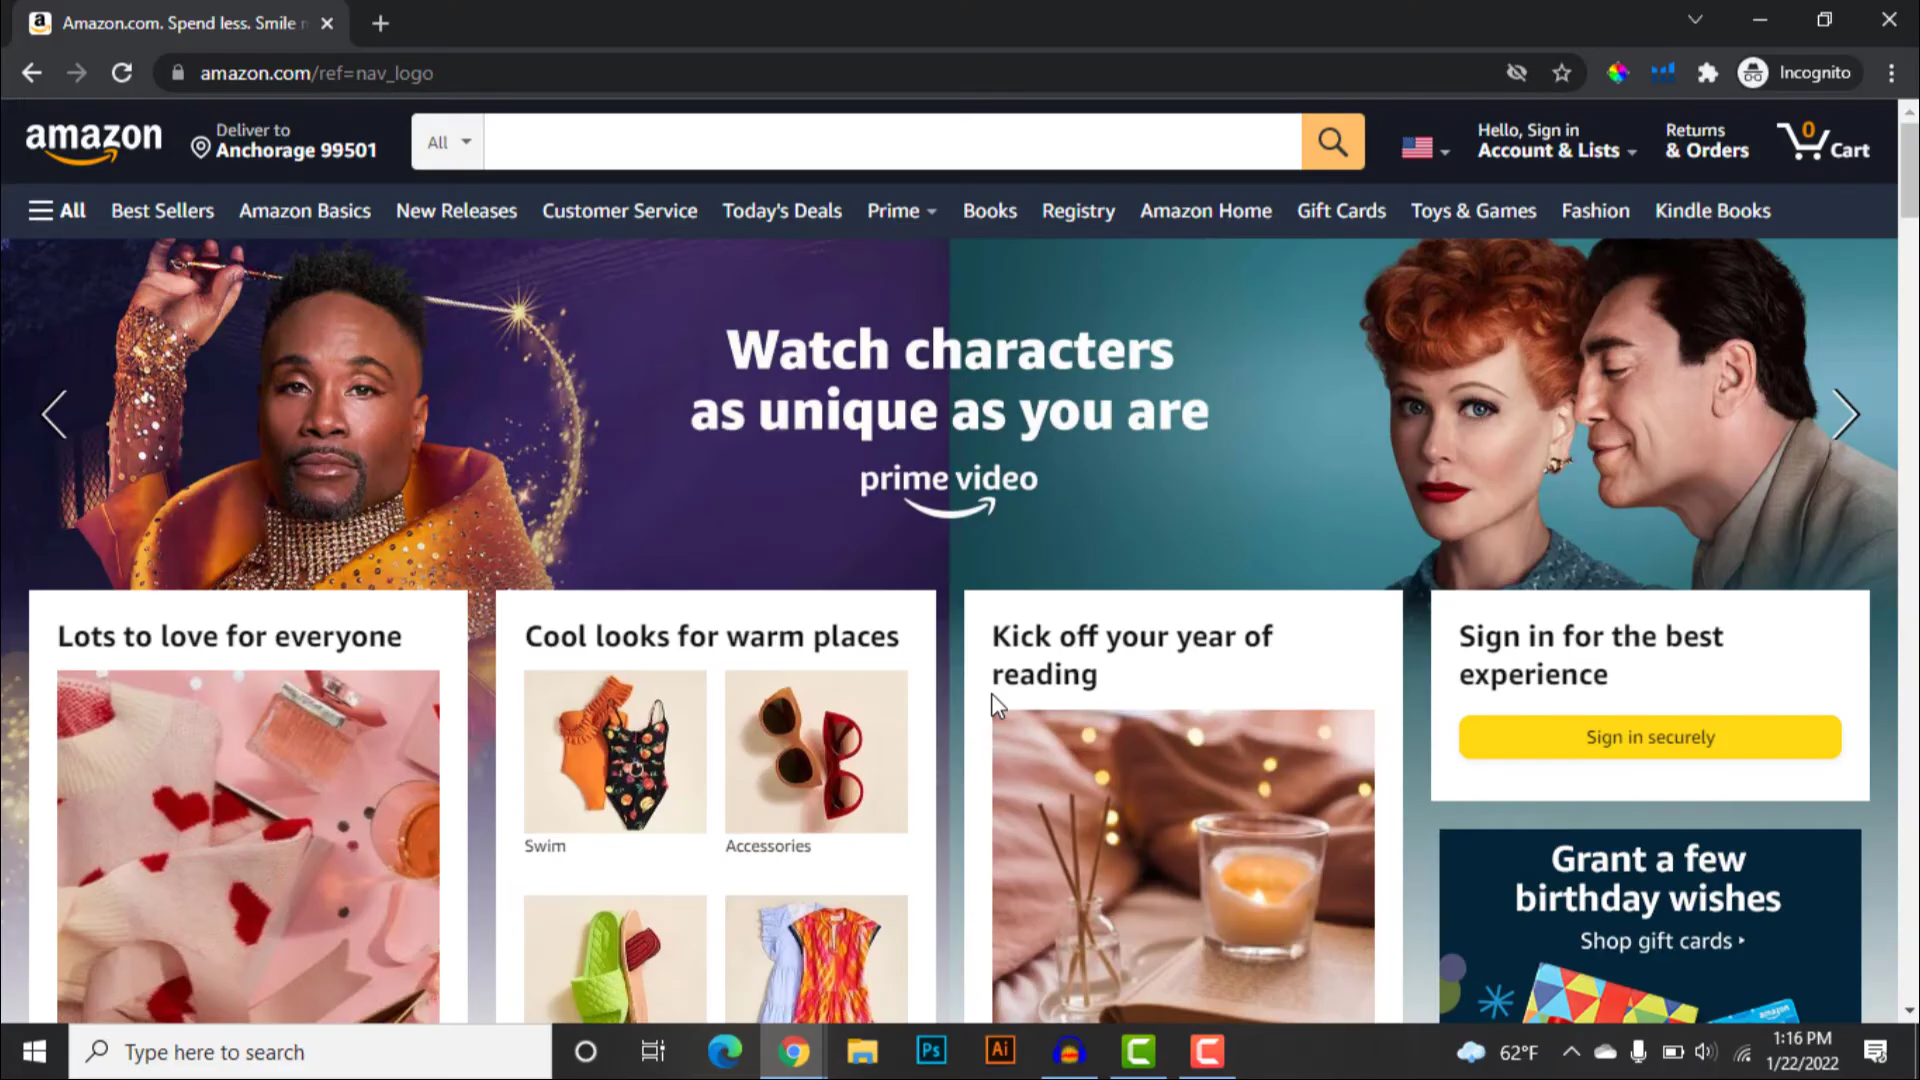 Amazon.com. Spend less. Smile
amazon.com/ref=nav_logo
Incognito
amazon
Deliver to
Anchorage 99501
All
Hello, Sign in
Account & Lists
Returns
& Orders
0
Cart
All
Best Sellers
Amazon Basics
New Releases
Customer Service
Today's Deals
Prime
Books
Registry
Amazon Home
Gift Cards
Toys & Games
Fashion
Kindle Books
Watch characters
as unique as you are
prime video
Lots to love for everyone
Cool looks for warm places
Swim
Accessories
Kick off your year of
reading
Sign in for the best
experience
Sign in securely
Grant a few
birthday wishes
Shop gift cards
amazon
Type here to search
Ps
Ai
62°F
1:16 PM
1/22/2022